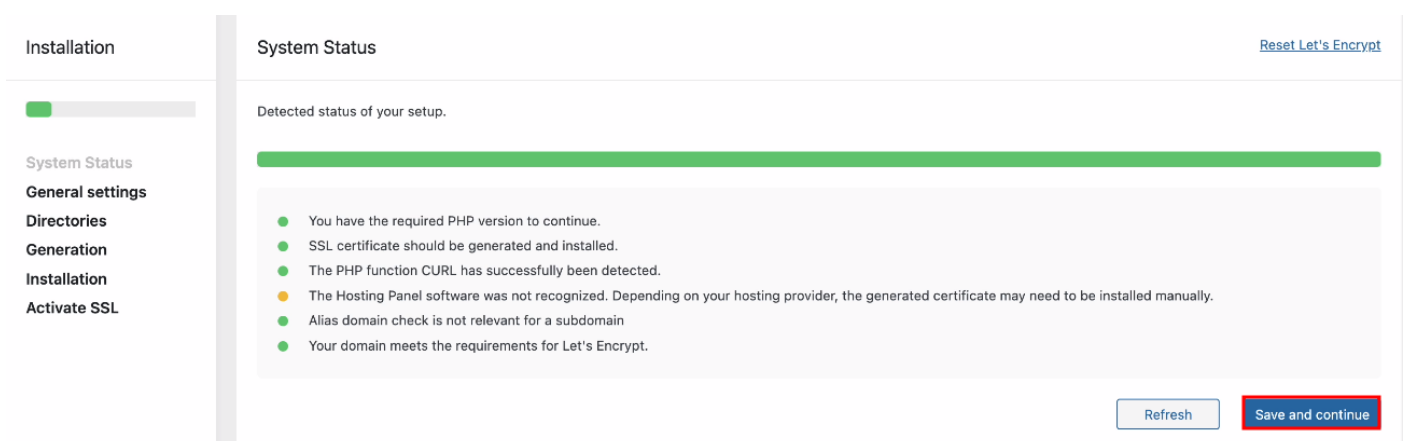 Installation
System Status
General settings
Directories
Generation
Installation
Activate SSL
System Status
Reset Let's Encrypt
Detected status of your setup.
You have the required PHP version to continue.
SSL certificate should be generated and installed.
The PHP function CURL has successfully been detected.
The Hosting Panel software was not recognized. Depending on your hosting provider, the generated certificate may need to be installed manually.
Alias domain check is not relevant for a subdomain
Your domain meets the requirements for Let's Encrypt.
Refresh
Save and continue